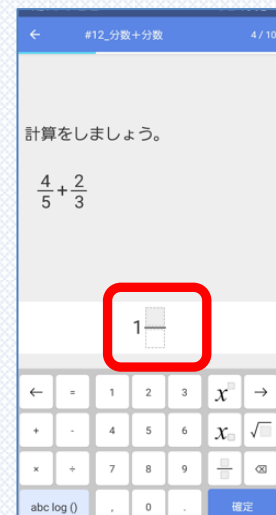 ← #12_分数＋分数 4 / 10
計算をしましょう。
4/5 + 2/3
1
← = 1 2 3 x →
+ - 4 5 6 x √
× ÷ 7 8 9 ⌫
abc log () , 0 . 確定